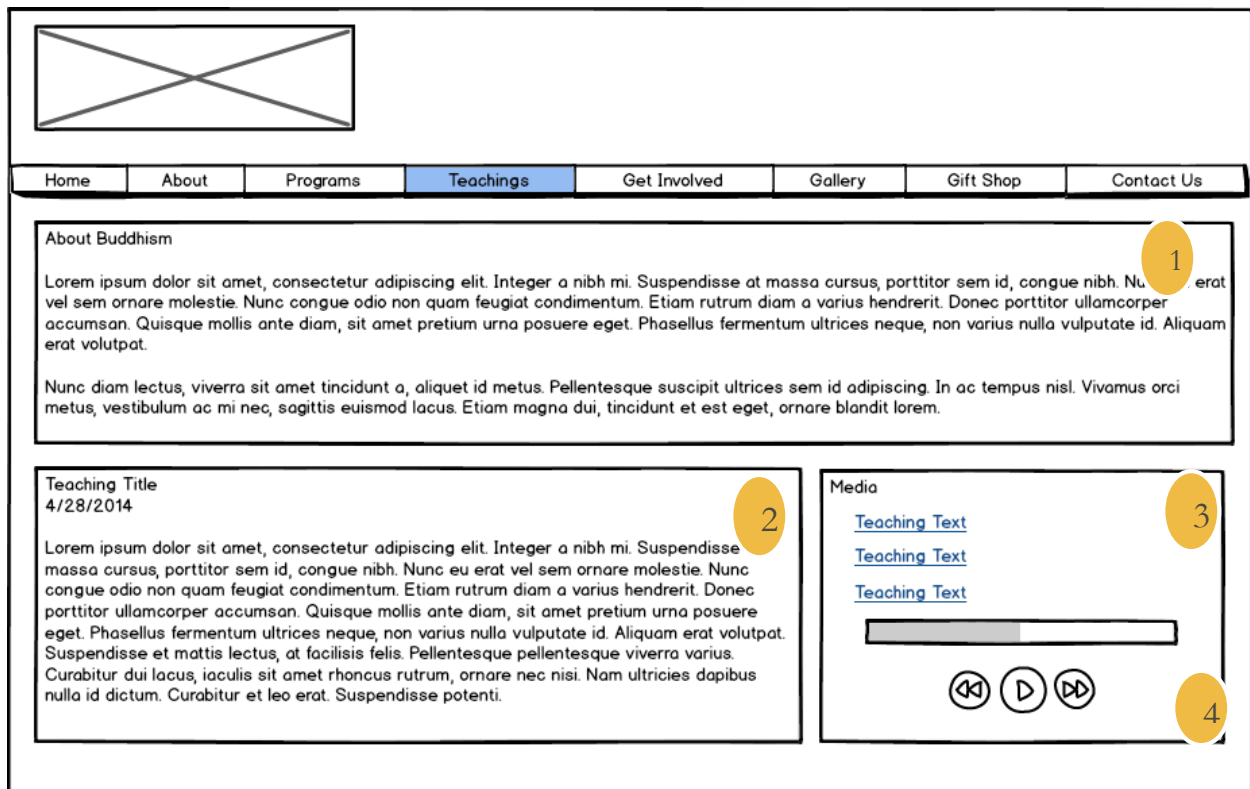 Home About Programs Teachings Get Involved Gallery Gift Shop Contact Us
About Buddhism
1
Lorem ipsum dolor sit amet, consectetur adipiscing elit. Integer a nibh mi. Suspendisse at massa cursus, porttitor sem id, congue nibh. erat
vel sem ornare molestie. Nunc congue odio non quam feugiat condimentum. Etiam rutrum diam a varius hendrerit. Donec porttitor ullamcorper
accumsan. Quisque mollis ante diam, sit amet pretium urna posuere eget. Phasellus fermentum ultrices neque, non varius nulla vulputate id. Aliquam
erat volutpat.
Nunc diam lectus, viverra sit amet tincidunt a, aliquet id metus. Pellentesque suscipit ultrices sem id adipiscing. In ac tempus nisl. Vivamus orci
metus, vestibulum ac mi nec, sagittis euismod lacus. Etiam magna dui, tincidunt et est eget, ornare blandit lorem.
Teaching Title
4/28/2014
2
Lorem ipsum dolor sit amet, consectetur adipiscing elit. Integer a nibh mi. Suspendisse
massa cursus, porttitor sem id, congue nibh. Nunc eu erat vel sem ornare molestie. Nunc
congue odio non quam feugiat condimentum. Etiam rutrum diam a varius hendrerit. Donec
porttitor ullamcorper accumsan. Quisque mollis ante diam, sit amet pretium urna posuere
eget. Phasellus fermentum ultrices neque, non varius nulla vulputate id. Aliquam erat volutpat.
Suspendisse et mattis lectus, at facilisis felis. Pellentesque pellentesque viverra varius.
Curabitur dui lacus, iaculis sit amet rhoncus rutrum, ornare nec nisi. Nam ultricies dapibus
nulla id dictum. Curabitur et leo erat. Suspendisse potenti.
Media
3
Teaching Text
Teaching Text
Teaching Text
4